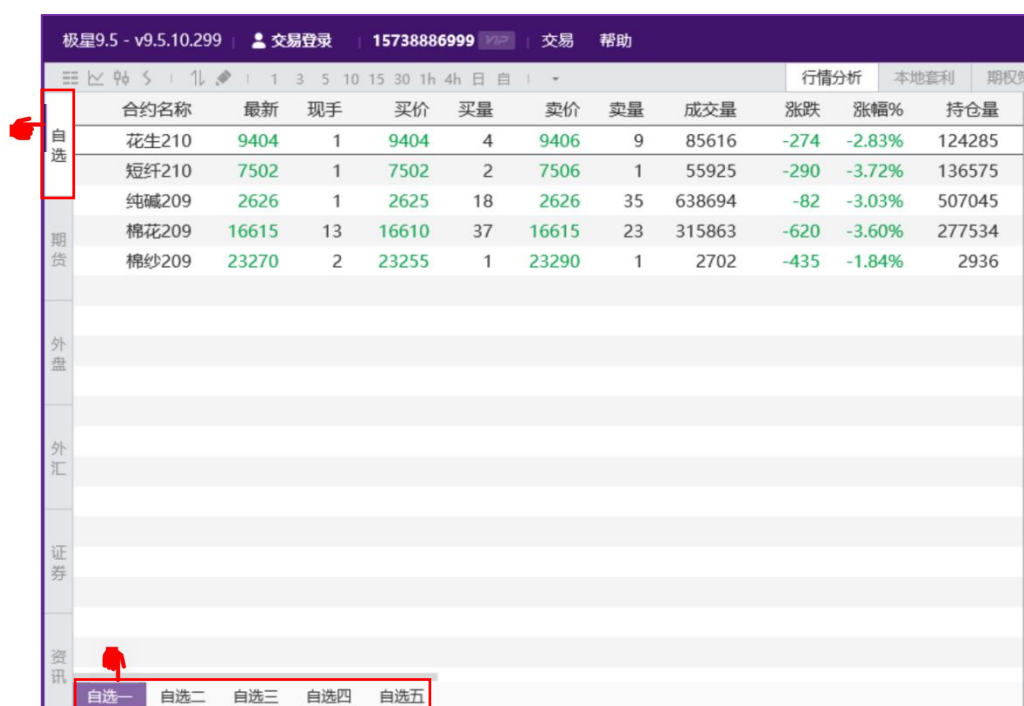 极星9.5 - v9.5.10.299 交易登录 15738886999 VIP 交易 帮助
1 3 5 10 15 30 1h 4h 日 自 行情分析 本地套利
合约名称 最新 现手 买价 买量 卖价 卖量 成交量 涨跌 涨幅% 持仓量
花生210 9404 1 9404 4 9406 9 85616 -274 -2.83% 124285
短纤210 7502 1 7502 2 7506 1 55925 -290 -3.72% 136575
纯碱209 2626 1 2625 18 2626 35 638694 -82 -3.03% 507045
棉花209 16615 13 16610 37 16615 23 315863 -620 -3.60% 277534
棉纱209 23270 2 23255 1 23290 1 2702 -435 -1.84% 2936
自选
期货
外盘
外汇
证券
资讯
自选一 自选二 自选三 自选四 自选五